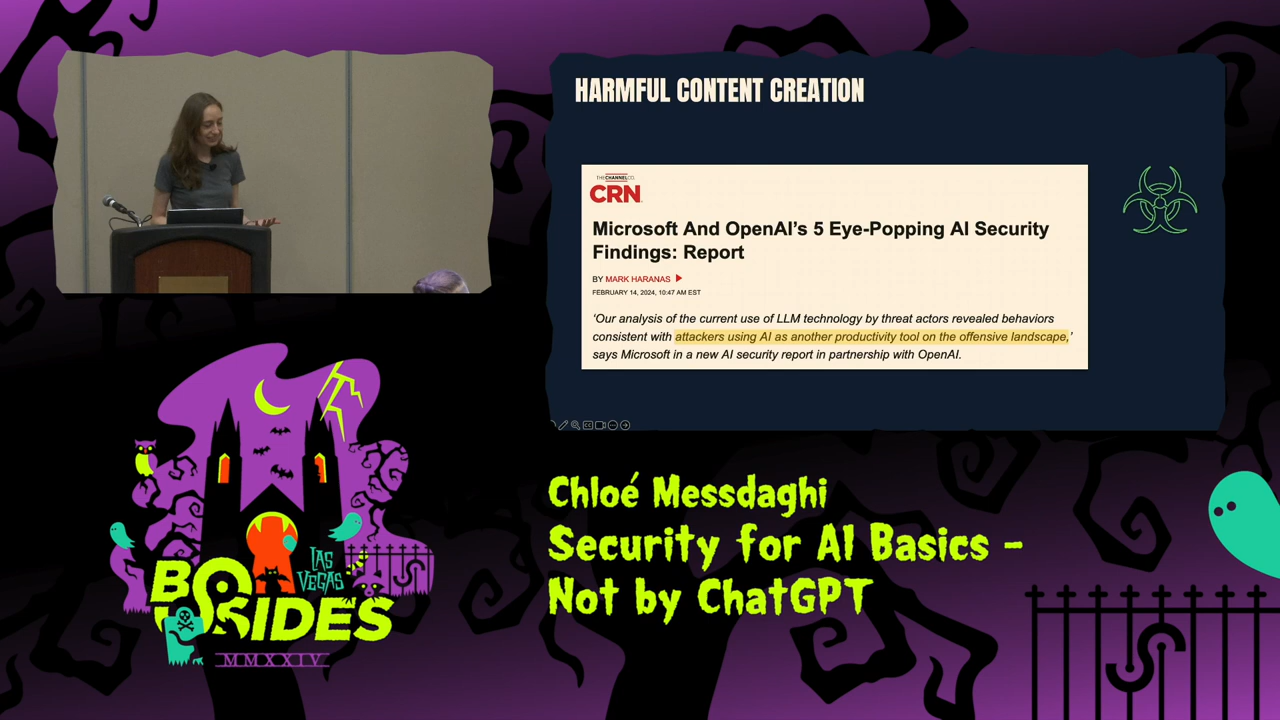 HARMFUL CONTENT CREATION
THE CHANNEL CO.
CRN
Microsoft And OpenAI's 5 Eye-Popping AI Security
Findings: Report
BY MARK HARANAS
FEBRUARY 14, 2024, 10:47 AM EST
'Our analysis of the current use of LLM technology by threat actors revealed behaviors
consistent with attackers using AI as another productivity tool on the offensive landscape,'
says Microsoft in a new AI security report in partnership with OpenAI.
LAS
VEGAS
BSIDES
MMXXIV
Chloé Messdaghi
Security for AI Basics -
Not by ChatGPT